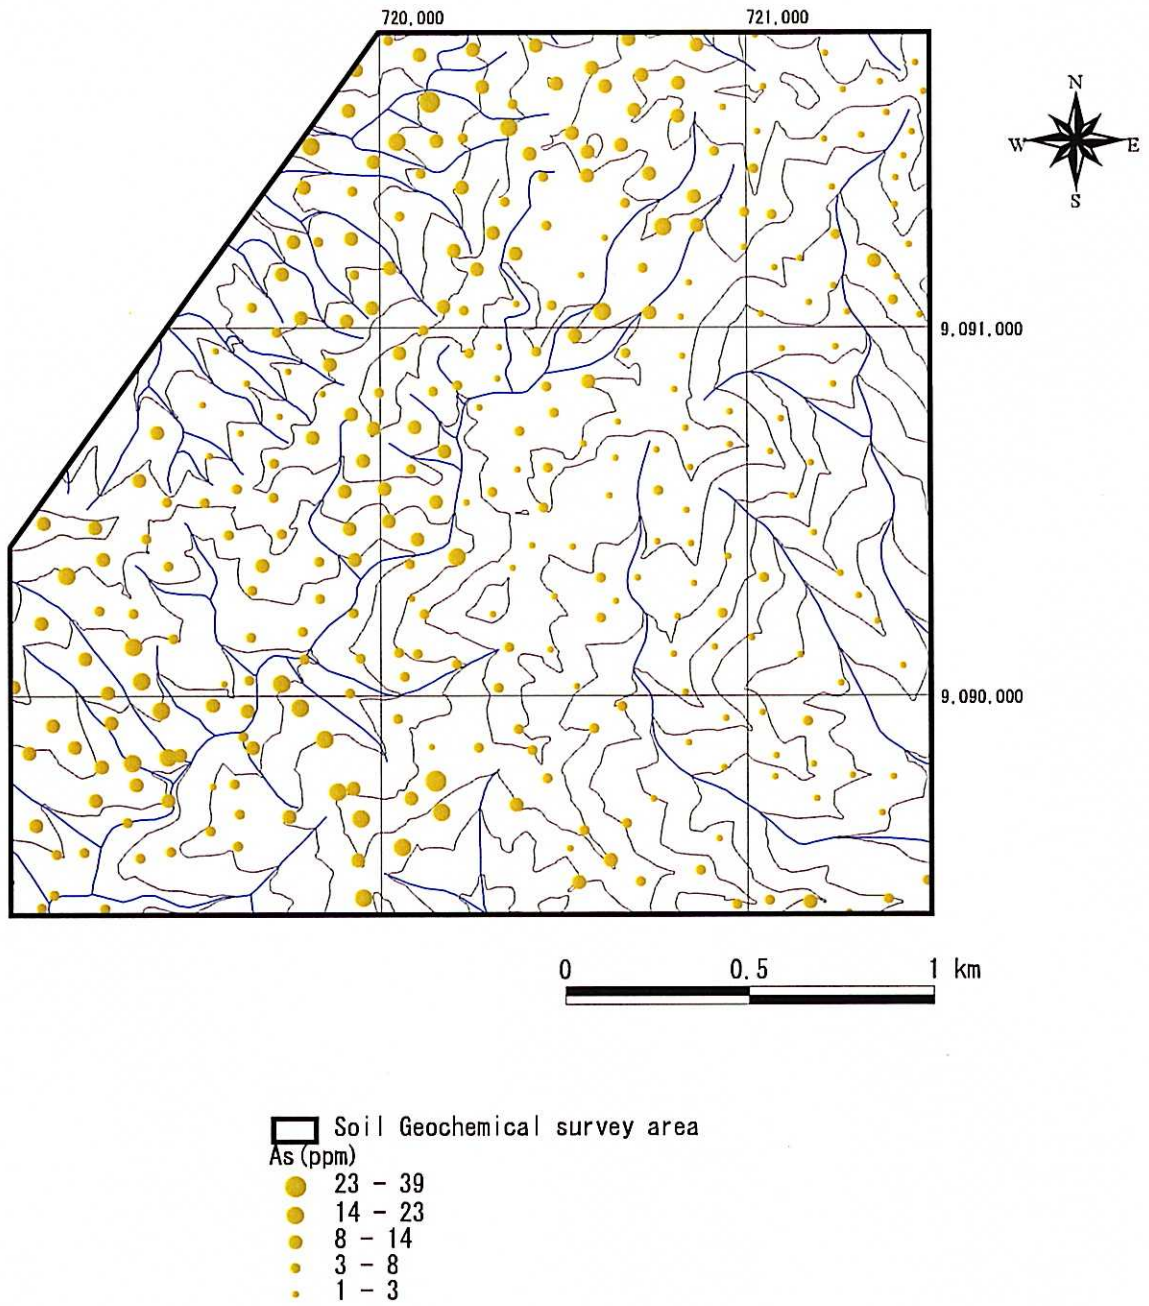 720,000 721,000
N
W E
S
9,091,000
9,090,000
0 0.5 1 km
Soil Geochemical survey area
As(ppm)
23 - 39
14 - 23
8 - 14
3 - 8
1 - 3